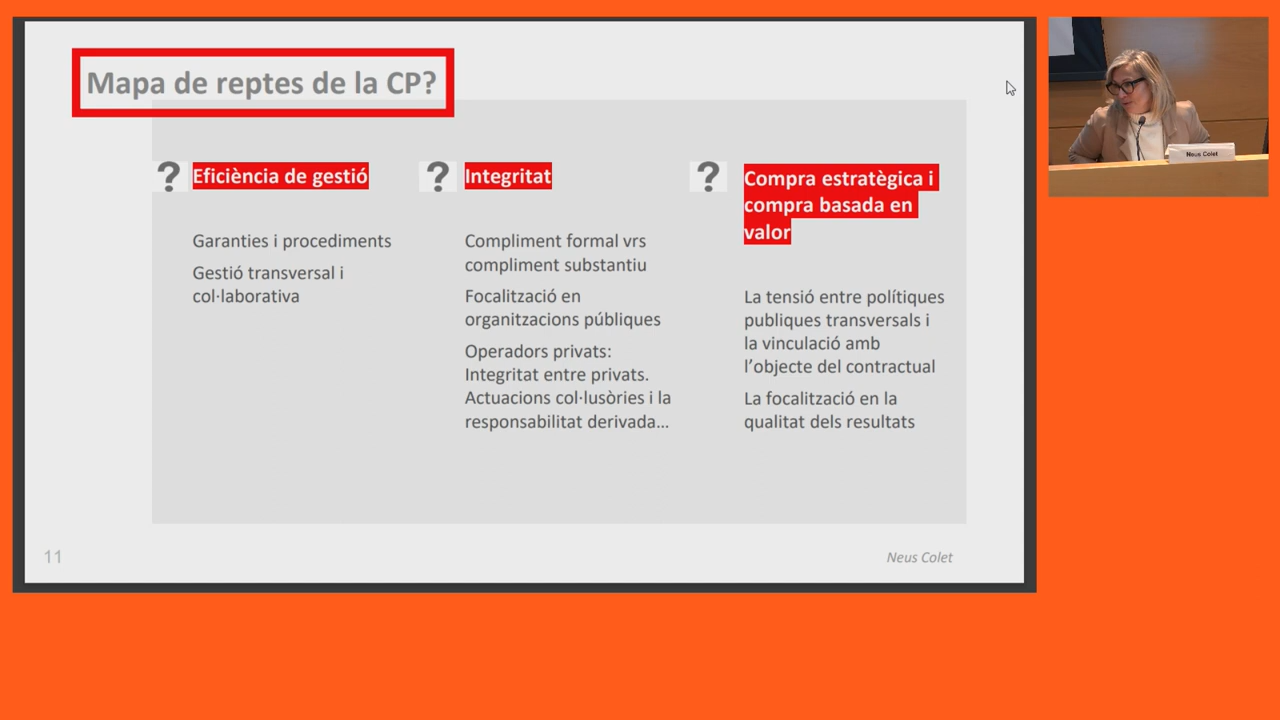 Mapa de reptes de la CP?
? Eficiència de gestió
Garanties i procediments
Gestió transversal i
col·laborativa
? Integritat
Compliment formal vrs
compliment substantiu
Focalització en
organitzacions públiques
Operadors privats:
Integritat entre privats.
Actuacions col·lusòries i la
responsabilitat derivada...
? Compra estratègica i
compra basada en
valor
La tensió entre polítiques
publiques transversals i
la vinculació amb
l'objecte del contractual
La focalització en la
qualitat dels resultats
11
Neus Colet
Neus Colet